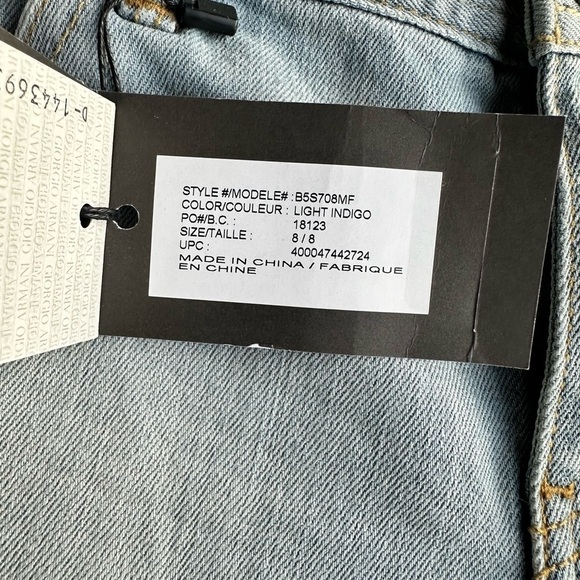 STYLE #/MODELE# : B5S708MF
COLOR/COULEUR : LIGHT INDIGO
PO#/B.C. : 18123
SIZE/TAILLE : 8 / 8
UPC : 400047442724
MADE IN CHINA / FABRIQUE
EN CHINE